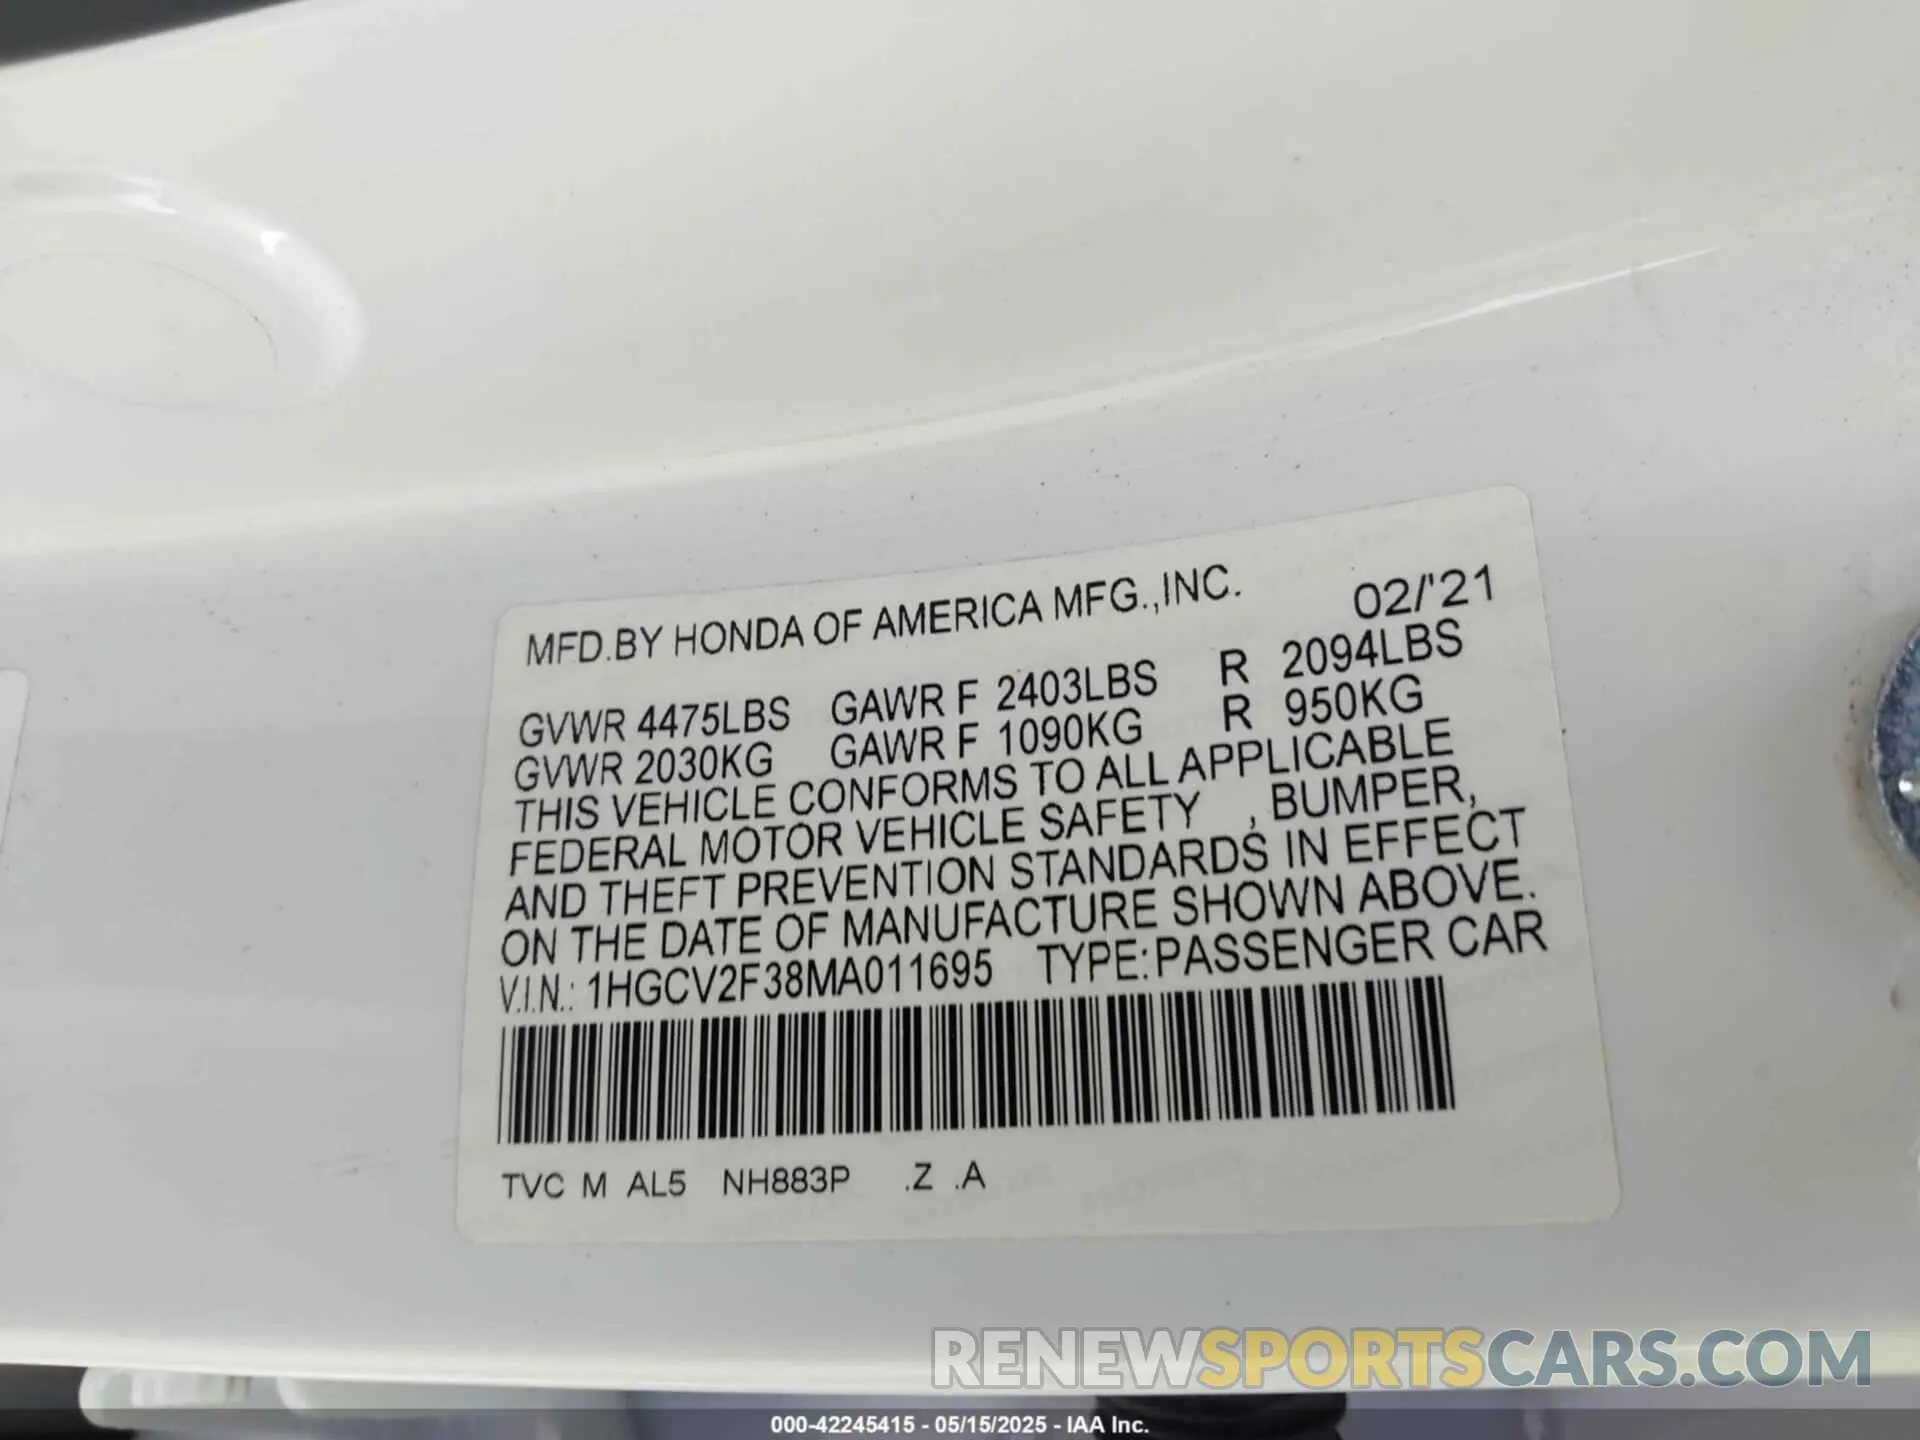 MFD.BY HONDA OF AMERICA MFG.,INC. 02/'21
GVWR 4475LBS GAWR F 2403LBS R 2094LBS
GVWR 2030KG GAWR F 1090KG R 950KG
THIS VEHICLE CONFORMS TO ALL APPLICABLE
FEDERAL MOTOR VEHICLE SAFETY , BUMPER,
AND THEFT PREVENTION STANDARDS IN EFFECT
ON THE DATE OF MANUFACTURE SHOWN ABOVE.
V.I.N.: 1HGCV2F38MA011695 TYPE:PASSENGER CAR
TVC M AL5 NH883P .Z .A
RENEWSPORTSCARS.COM
000-42245415 - 05/15/2025 - IAA Inc.